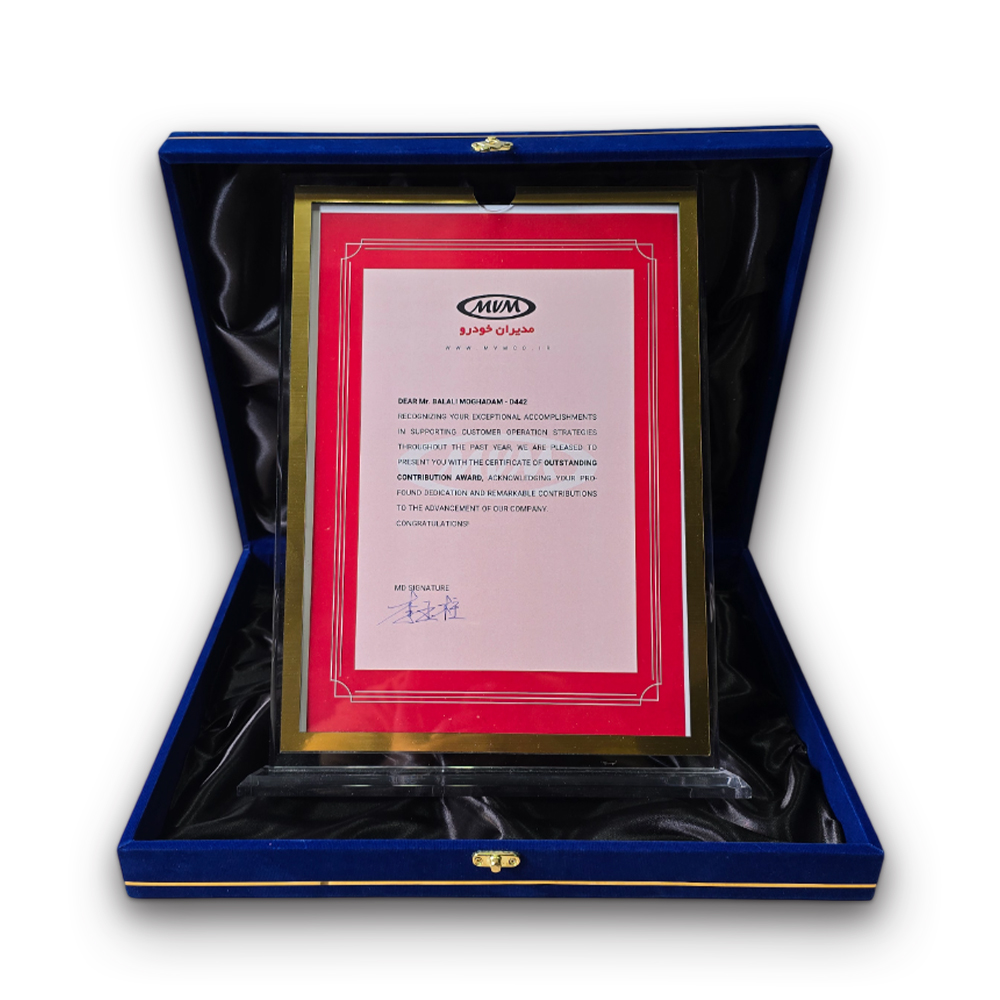 MVM
مدیران خودرو
WWW.MVMCO.IR
DEAR Mr. BALALI MOGHADAM - D442
RECOGNIZING YOUR EXCEPTIONAL ACCOMPLISHMENTS
IN SUPPORTING CUSTOMER OPERATION STRATEGIES
THROUGHOUT THE PAST YEAR, WE ARE PLEASED TO
PRESENT YOU WITH THE CERTIFICATE OF OUTSTANDING
CONTRIBUTION AWARD, ACKNOWLEDGING YOUR PRO-
FOUND DEDICATION AND REMARKABLE CONTRIBUTIONS
TO THE ADVANCEMENT OF OUR COMPANY.
CONGRATULATIONS!
MD SIGNATURE